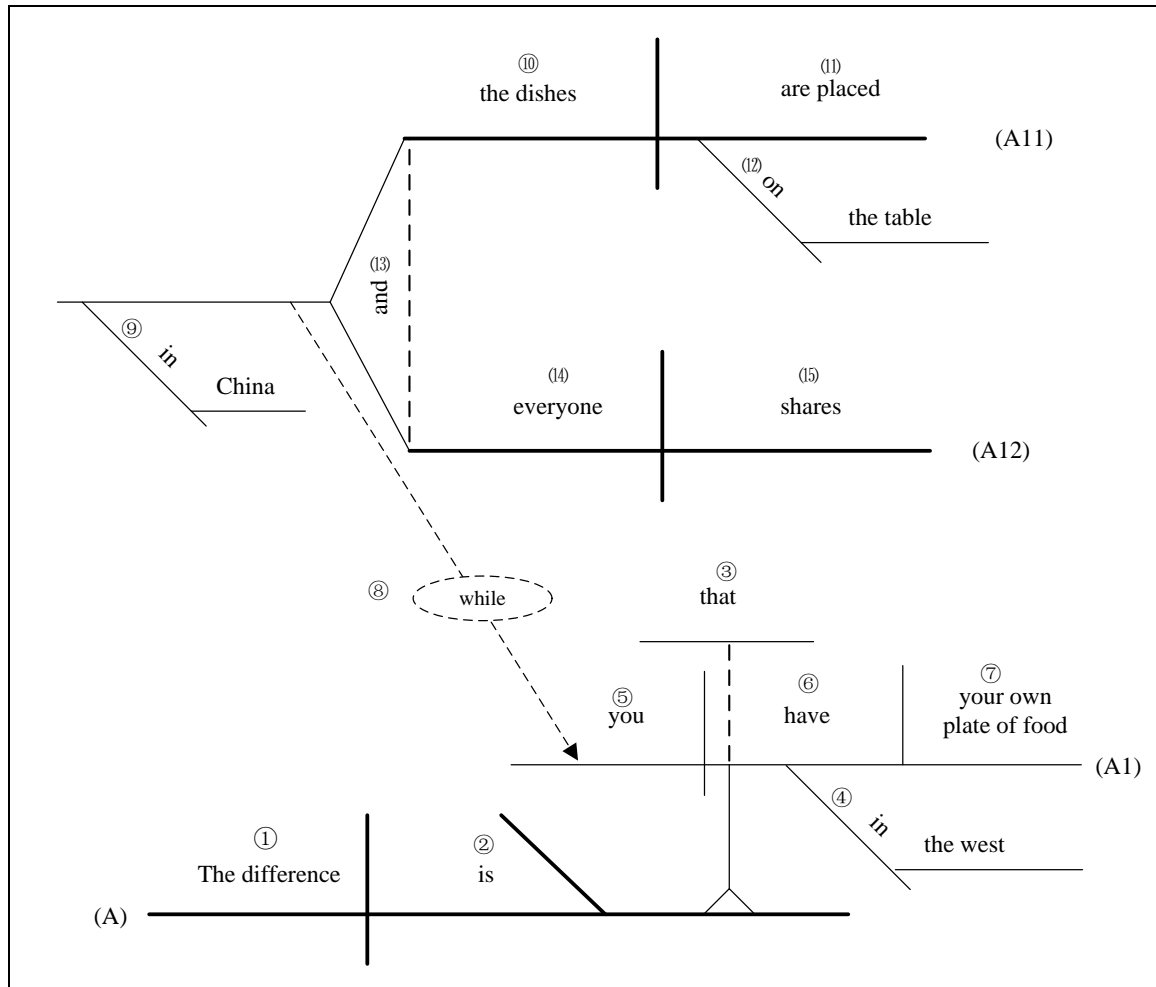 ⑩ ⑾
the dishes are placed
(A11)
⑿ on
the table
⒀ and
⑨ in
China
⒁ ⒂
everyone shares
(A12)
③
that
⑧ while
⑤ ⑥ ⑦
you have your own
plate of food
(A1)
④ in
the west
① ②
The difference is
(A)